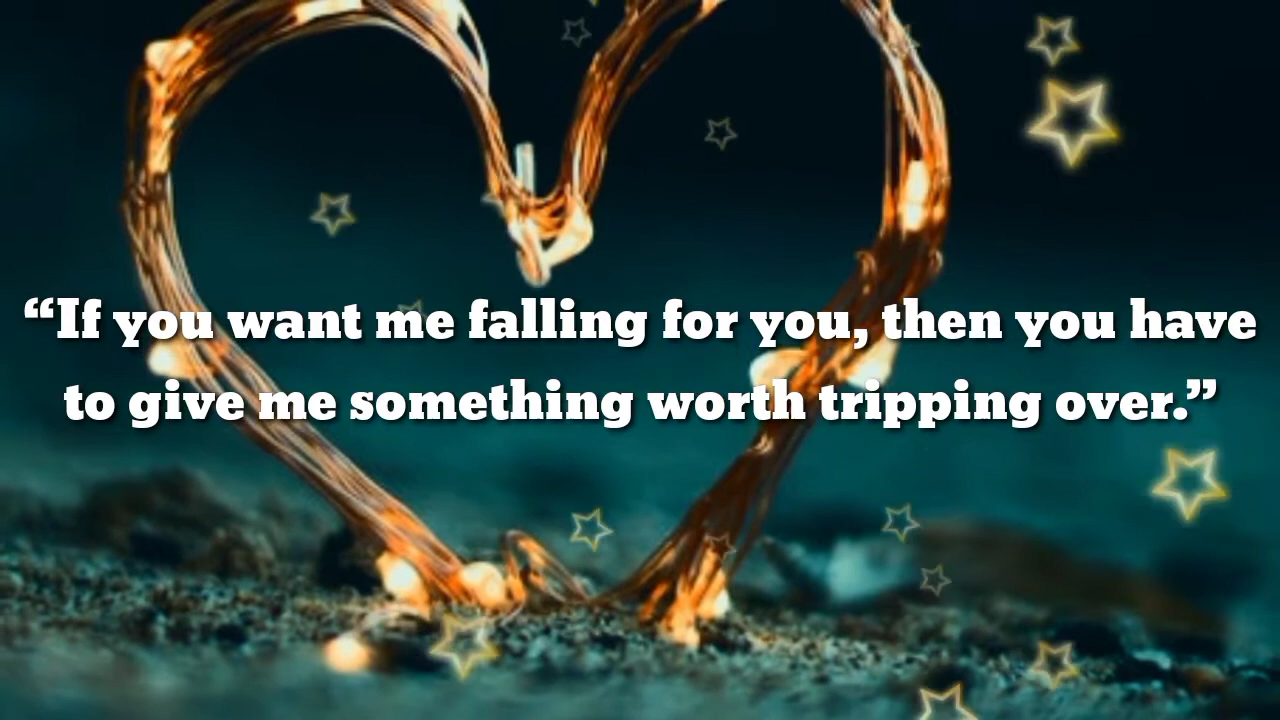 “If you want me falling for you, then you have
to give me something worth tripping over.”